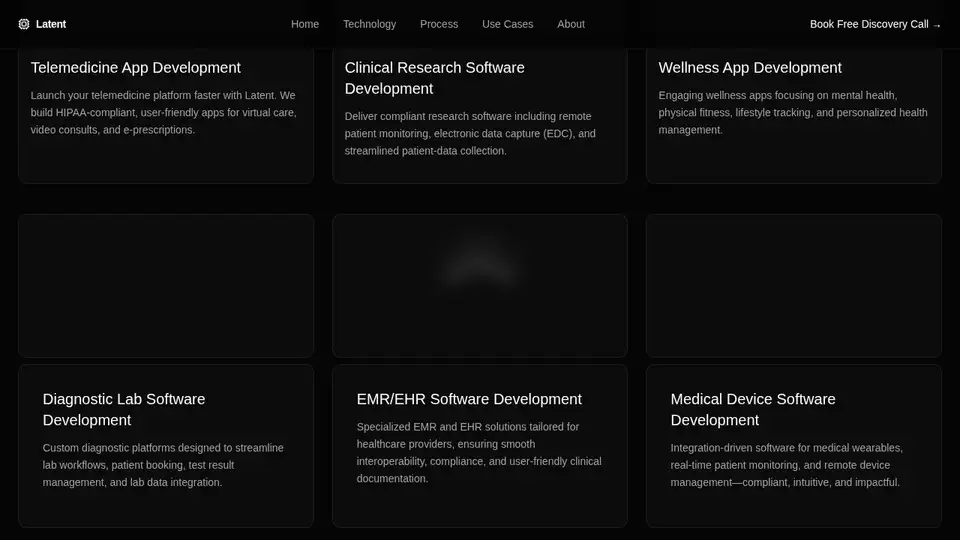 Latent
Home
Technology
Process
Use Cases
About
Book Free Discovery Call →
Telemedicine App Development
Launch your telemedicine platform faster with Latent. We
build HIPAA-compliant, user-friendly apps for virtual care,
video consults, and e-prescriptions.
Clinical Research Software
Development
Deliver compliant research software including remote
patient monitoring, electronic data capture (EDC), and
streamlined patient-data collection.
Wellness App Development
Engaging wellness apps focusing on mental health,
physical fitness, lifestyle tracking, and personalized health
management.
Diagnostic Lab Software
Development
Custom diagnostic platforms designed to streamline
lab workflows, patient booking, test result
management, and lab data integration.
EMR/EHR Software Development
Specialized EMR and EHR solutions tailored for
healthcare providers, ensuring smooth
interoperability, compliance, and user-friendly clinical
documentation.
Medical Device Software
Development
Integration-driven software for medical wearables,
real-time patient monitoring, and remote device
management—compliant, intuitive, and impactful.